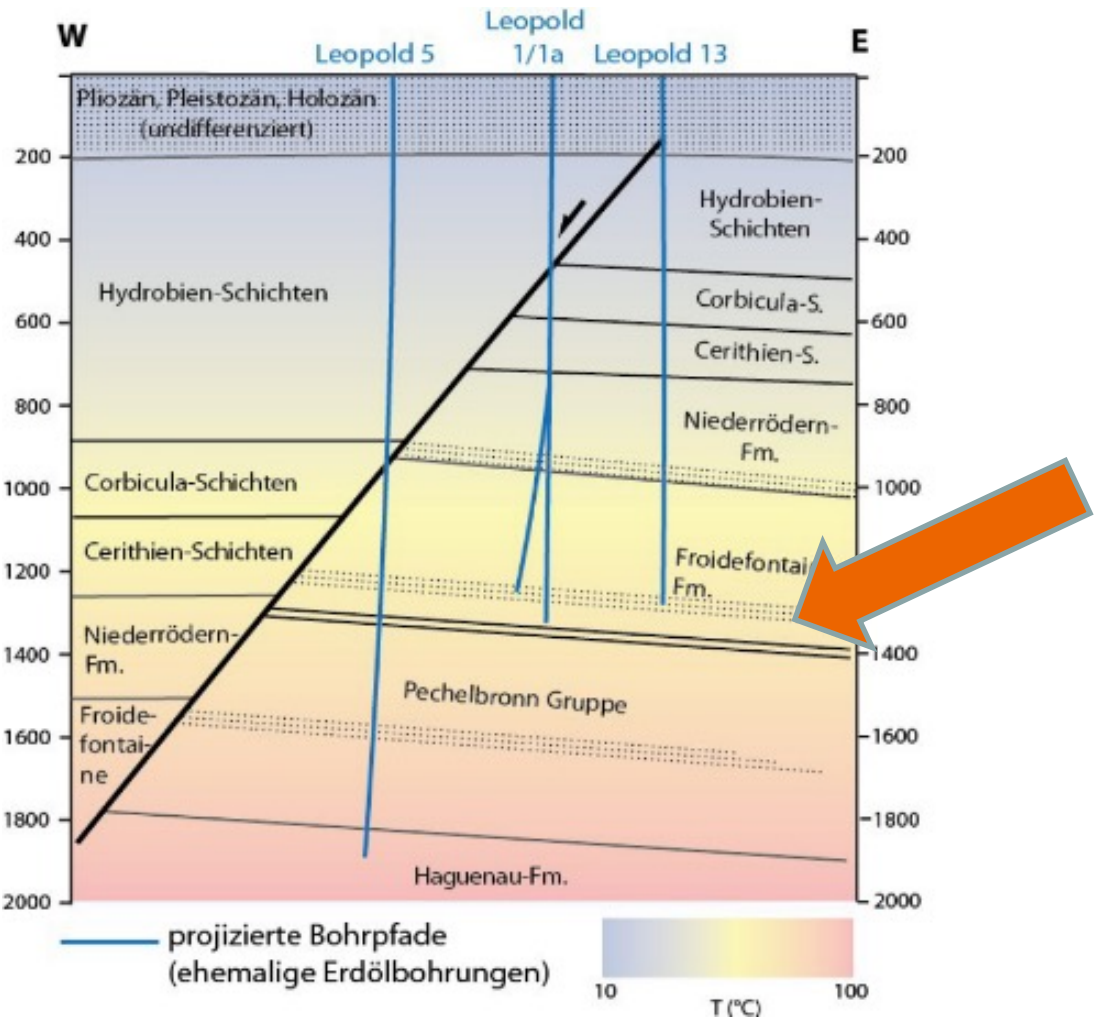 W
Leopold 5
Leopold
1/1a
Leopold 13
E
Pliozän, Pleistozän, Holozän
(undifferenziert)
200
400
600
800
1000
1200
1400
1600
1800
2000
Hydrobien-Schichten
Corbicula-Schichten
Cerithien-Schichten
Niederrödern-
Fm.
Froide-
fontai-
ne
Hydrobien-
Schichten
Corbicula-S.
Cerithien-S.
Niederrödern-
Fm.
Froidefontai
Fm.
Pechelbronn Gruppe
Haguenau-Fm.
200
400
600
800
1000
1400
1600
1800
2000
projizierte Bohrpfade
(ehemalige Erdölbohrungen)
10
100
T (°C)